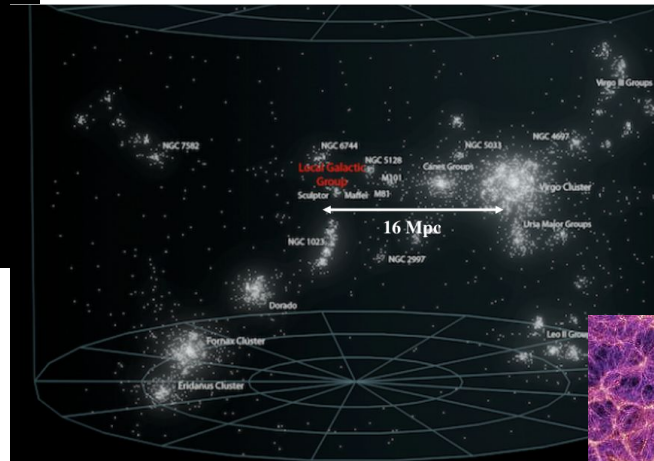 Virgo III Groups
NGC 7582
NGC 6744
NGC 5033
NGC 4697
Local Galactic
Group
NGC 5128
Canes Groups
M101
Virgo Cluster
Sculptor
Maffei
M81
16 Mpc
Ursa Major Groups
NGC 1023
NGC 2997
Dorado
Leo II Grou
Fornax Cluster
Eridanus Cluster